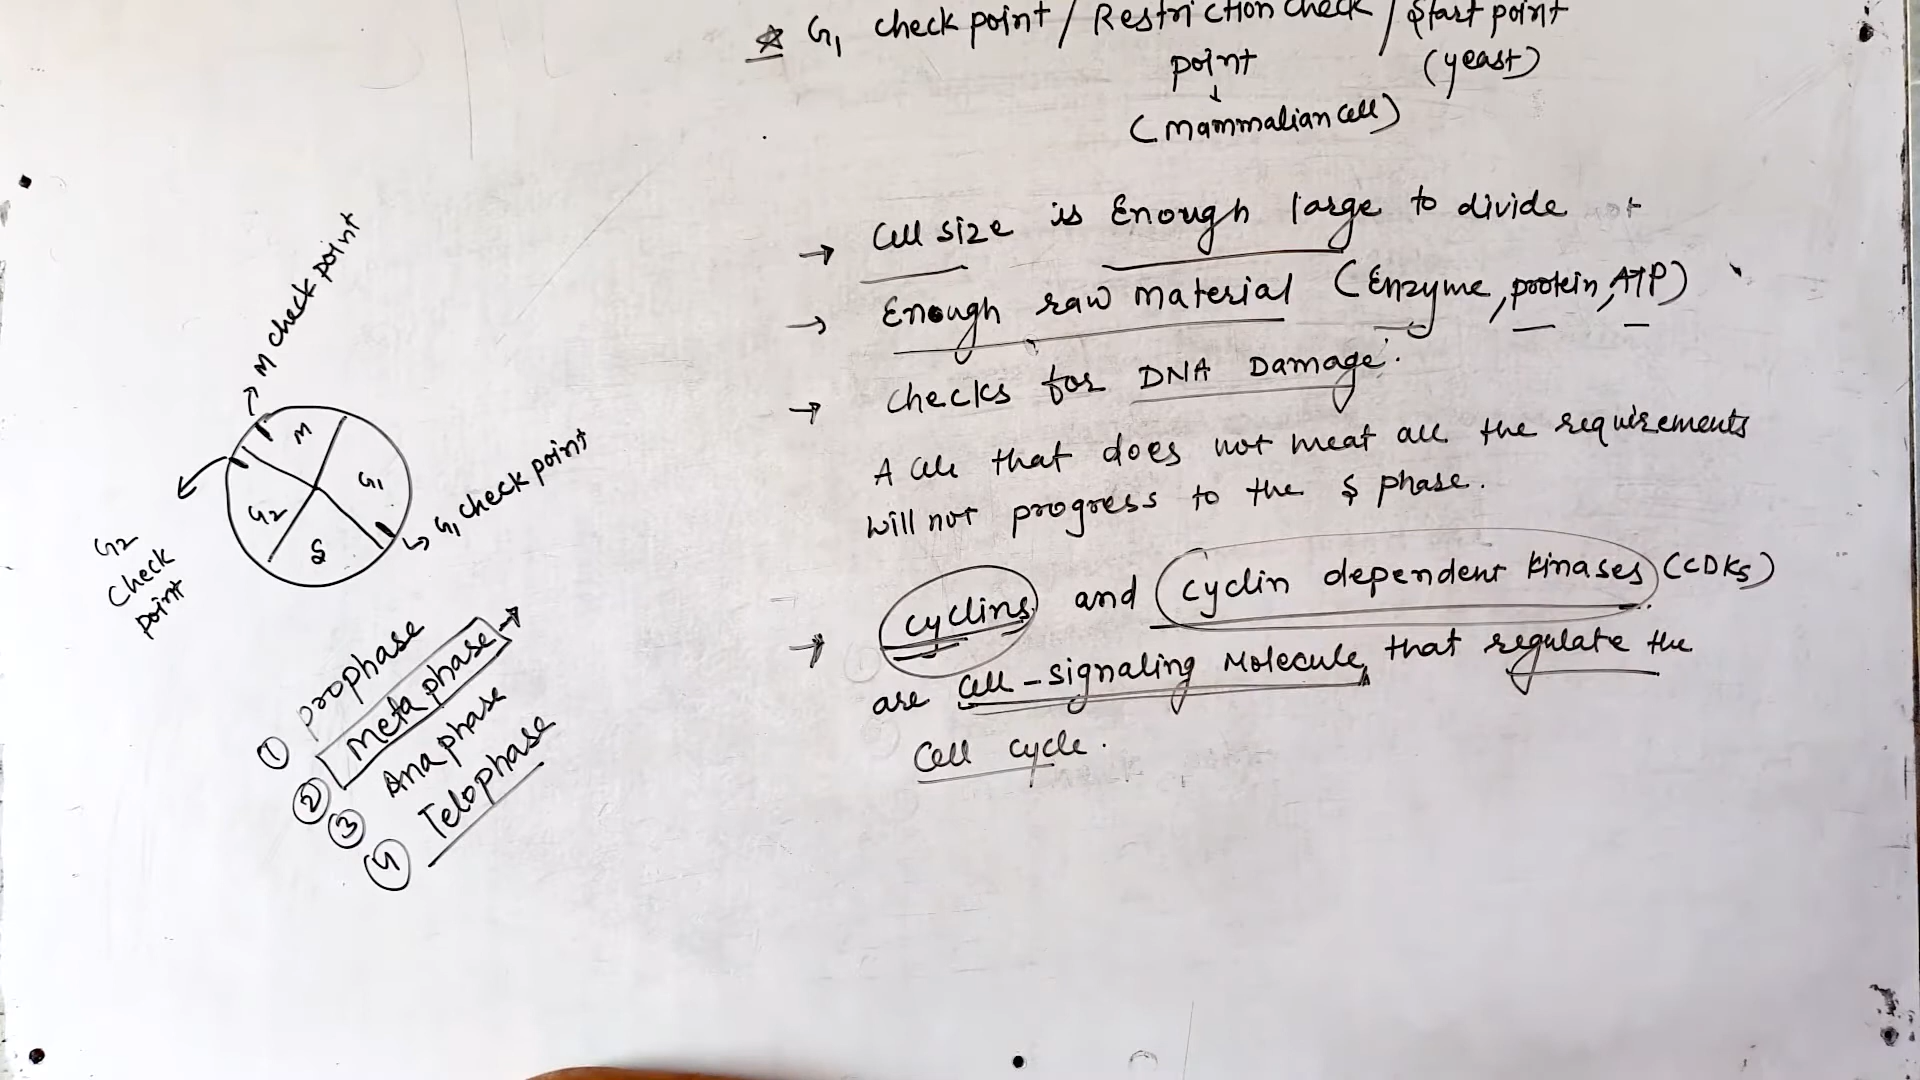 ☆ G1 check point / Restriction check / Start point
point (yeast)
↓
(Mammalian cell)
→ Cell size is Enough large to divide
→ Enough raw material (Enzyme, protein, ATP)
→ checks for DNA Damage.
A cell that does not meat all the requirements
will not progress to the S phase.
→ cyclins and cyclin dependent kinases (CDKs)
are cell-signaling Molecule, that regulate the
Cell cycle.
M check point
M
G1
G2
S
G1 check point
G2
check
point
① prophase
② Metaphase →
③ Anaphase
④ Telophase